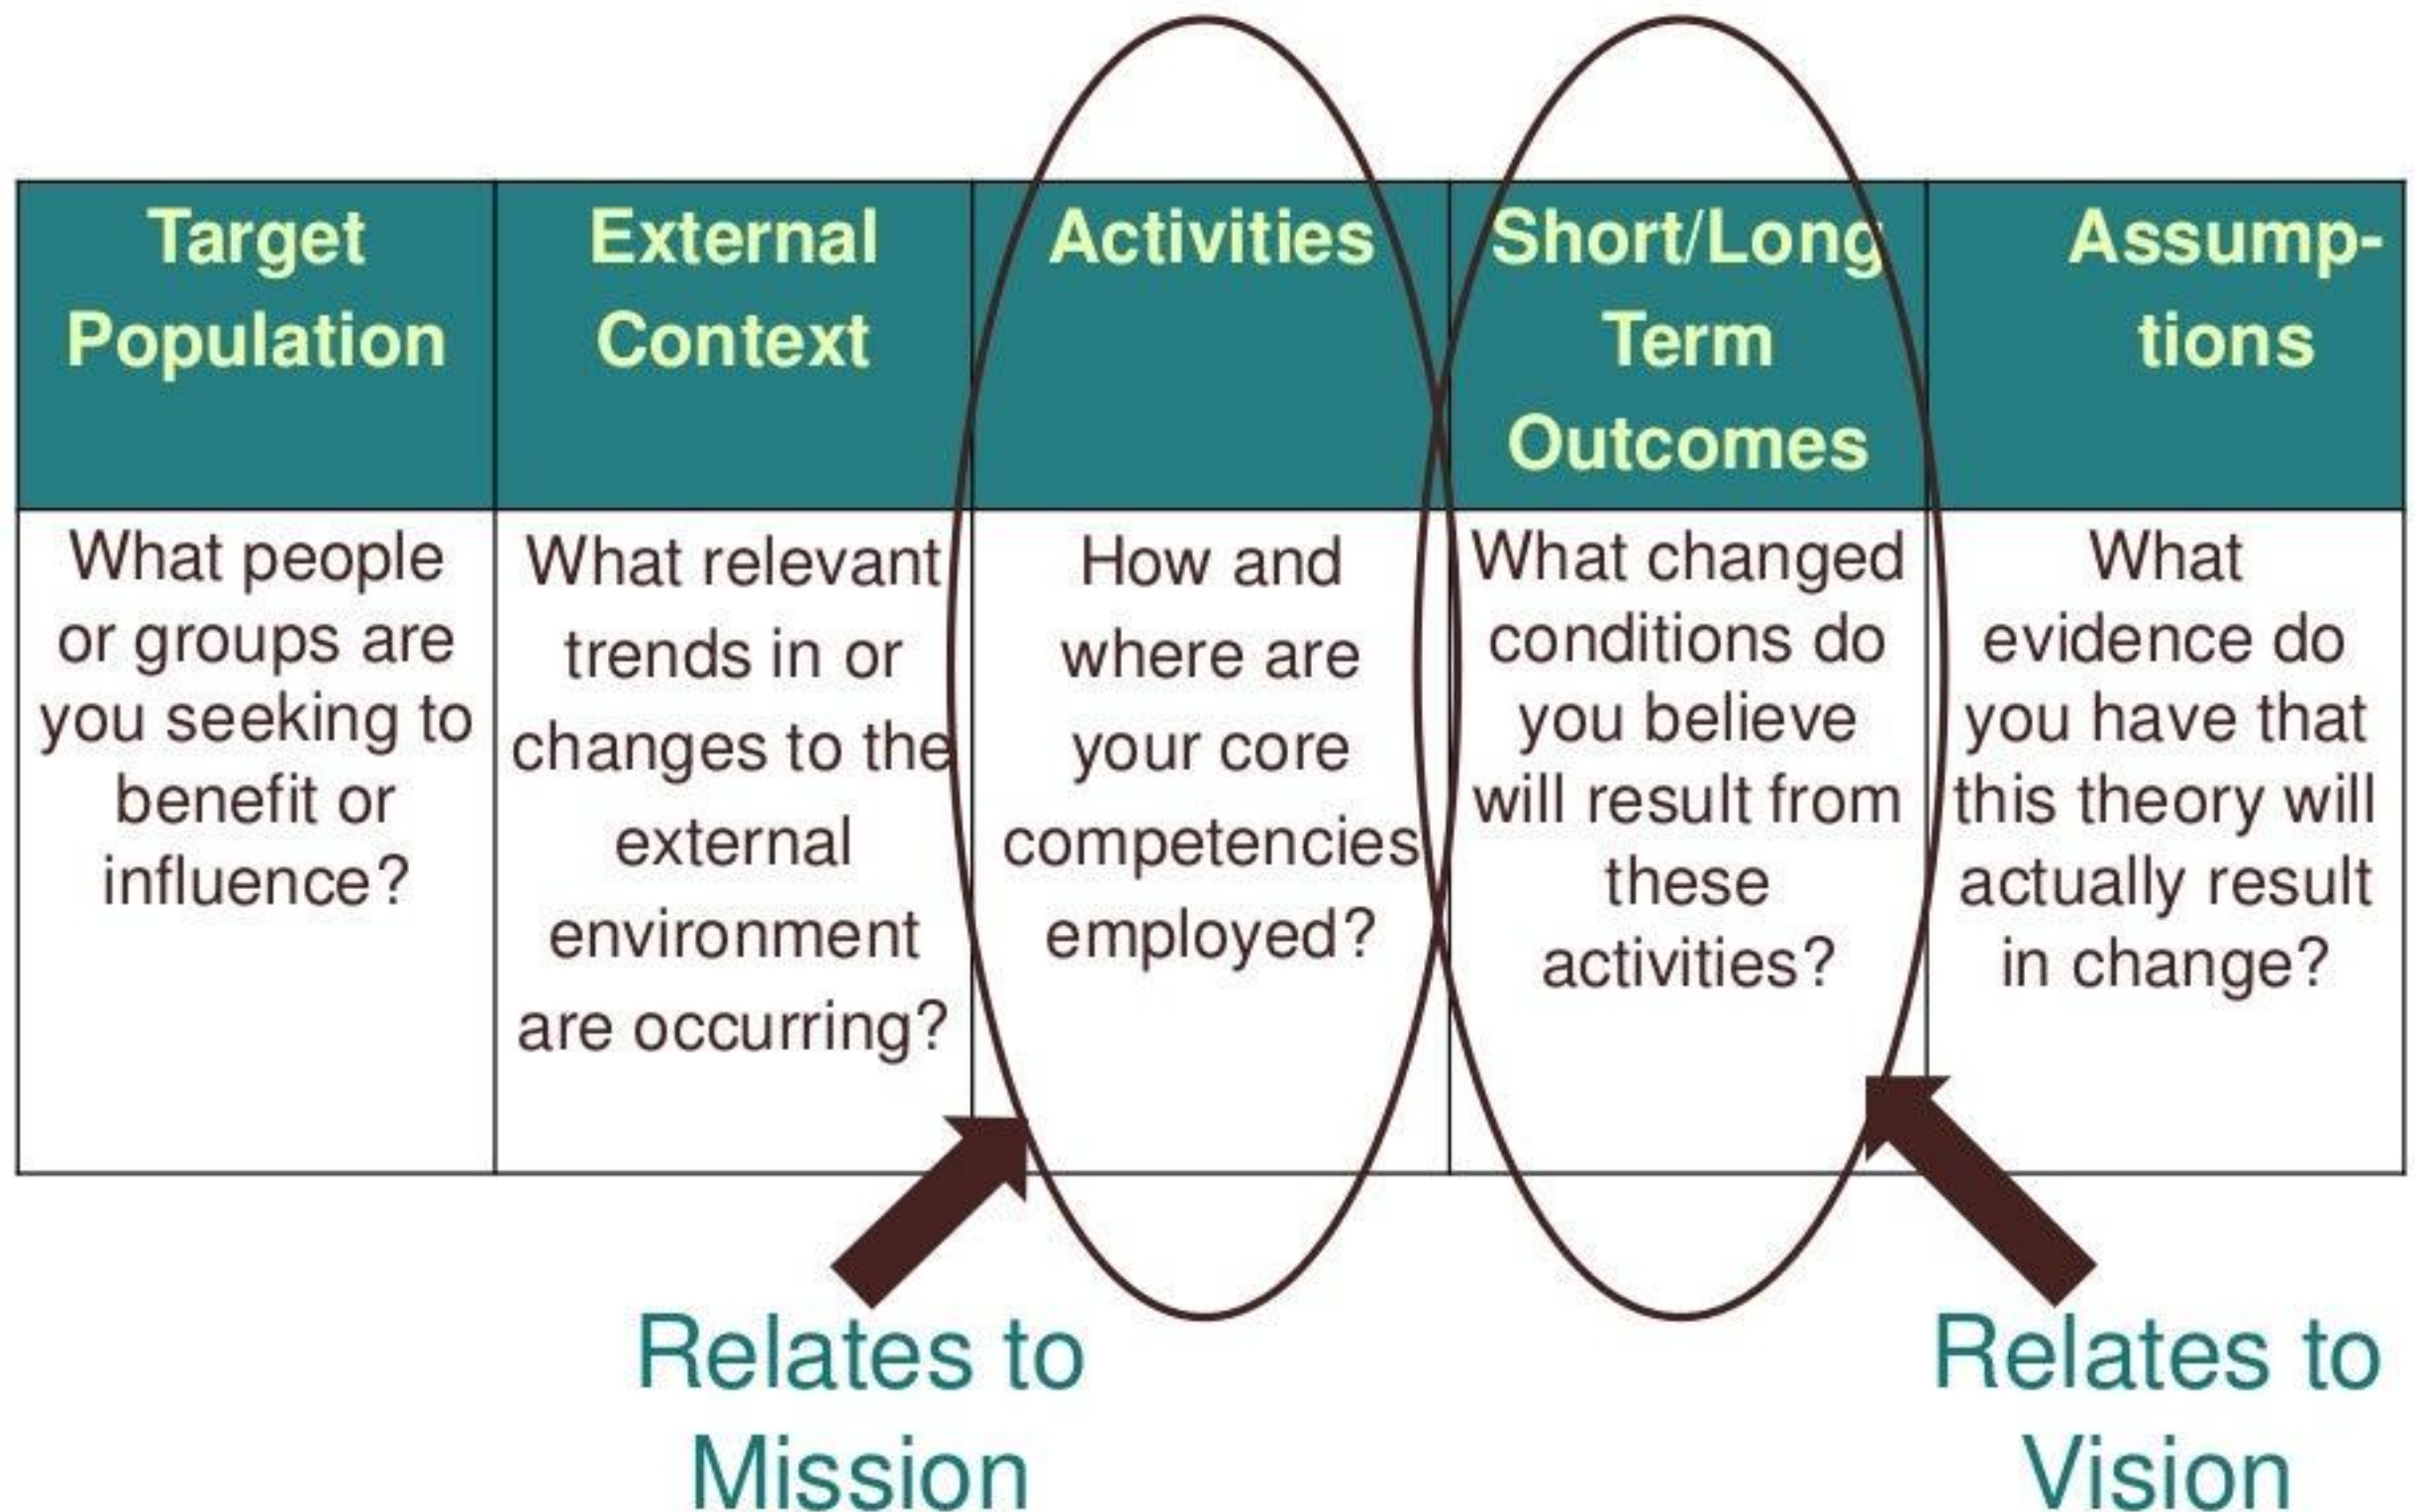 Target
Population
External
Context
Activities
Short/Long
Term
Outcomes
Assump-
tions
What people
or groups are
you seeking to
benefit or
influence?
What relevant
trends in or
changes to the
external
environment
are occurring?
How and
where are
your core
competencies
employed?
What changed
conditions do
you believe
will result from
these
activities?
What
evidence do
you have that
this theory will
actually result
in change?
Relates to
Mission
Relates to
Vision